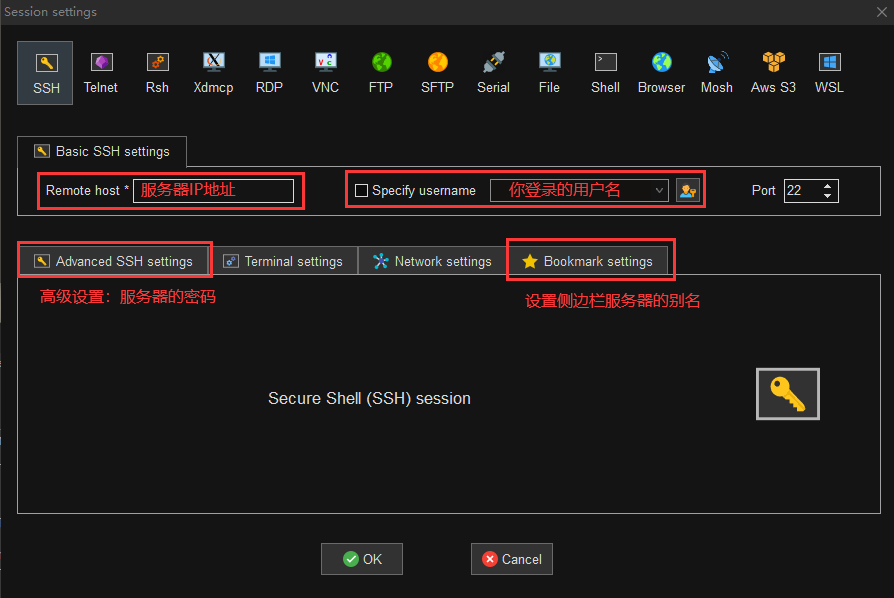 Session settings
SSH
Telnet
Rsh
Xdmcp
RDP
VNC
FTP
SFTP
Serial
File
Shell
Browser
Mosh
Aws S3
WSL
Basic SSH settings
Remote host * 服务器IP地址
Specify username 你登录的用户名
Port 22
Advanced SSH settings
Terminal settings
Network settings
Bookmark settings
高级设置：服务器的密码
设置侧边栏服务器的别名
Secure Shell (SSH) session
OK
Cancel